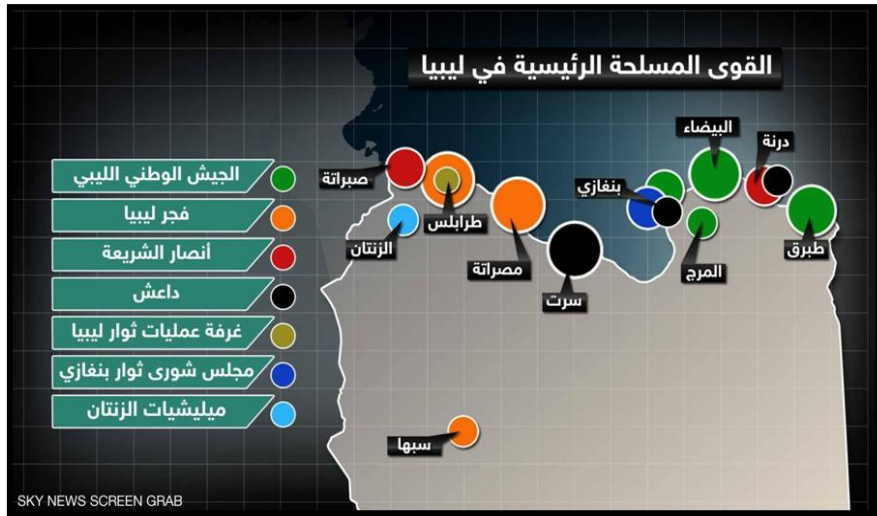 القوى المسلحة الرئيسية في ليبيا
الجيش الوطني الليبي
فجر ليبيا
أنصار الشريعة
داعش
غرفة عمليات ثوار ليبيا
مجلس شورى ثوار بنغازي
ميليشيات الزنتان
البيضاء
درنة
صبراتة
بنغازي
طرابلس
الزنتان
طبرق
المرج
مصراتة
سرت
سبها
SKY NEWS SCREEN GRAB